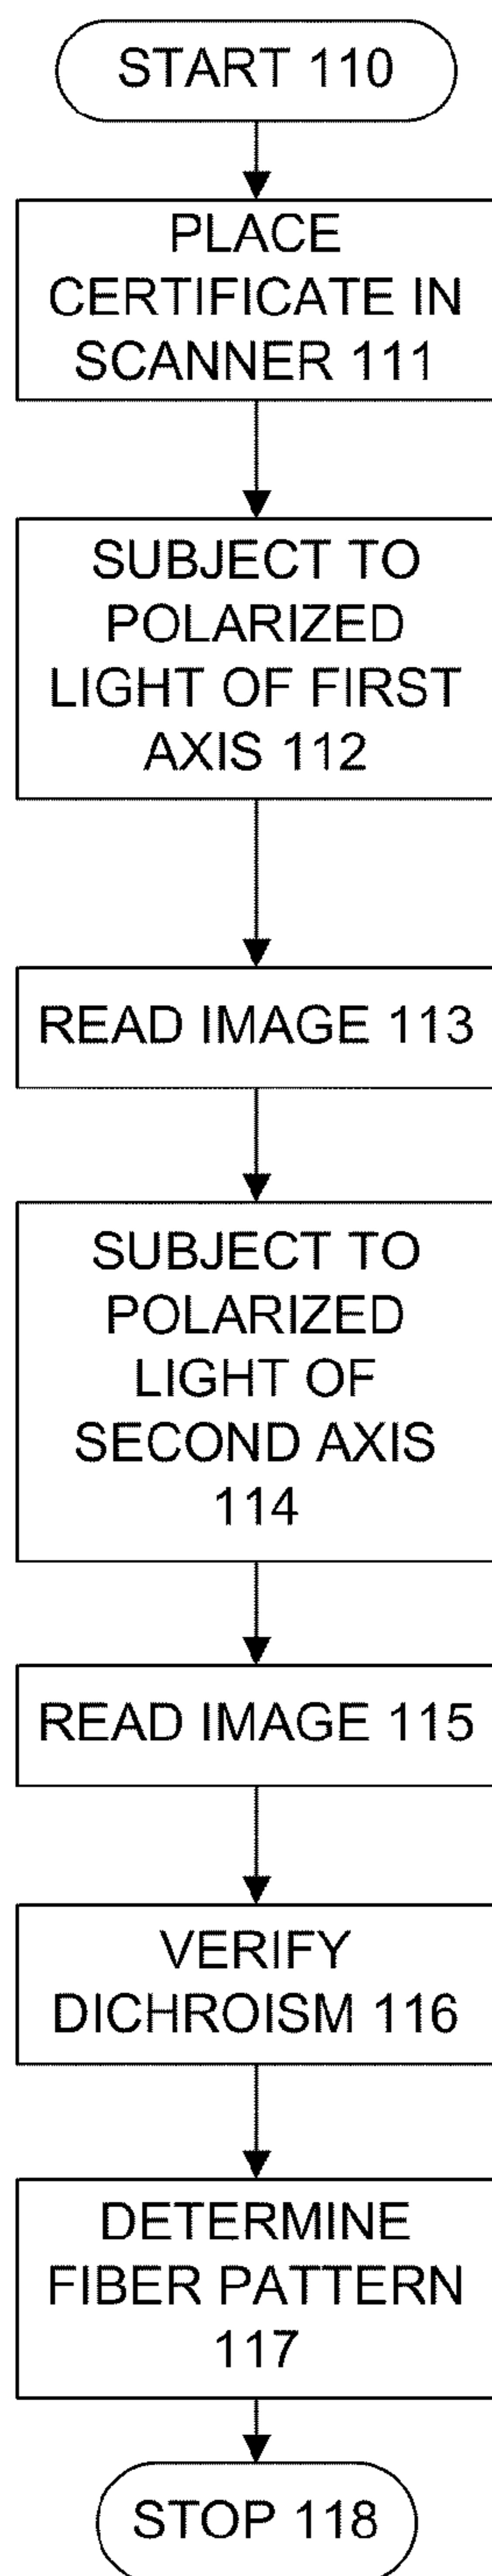 START 110
PLACE
CERTIFICATE IN
SCANNER 111
SUBJECT TO
POLARIZED
LIGHT OF FIRST
AXIS 112
READ IMAGE 113
SUBJECT TO
POLARIZED
LIGHT OF
SECOND AXIS
114
READ IMAGE 115
VERIFY
DICHROISM 116
DETERMINE
FIBER PATTERN
117
STOP 118